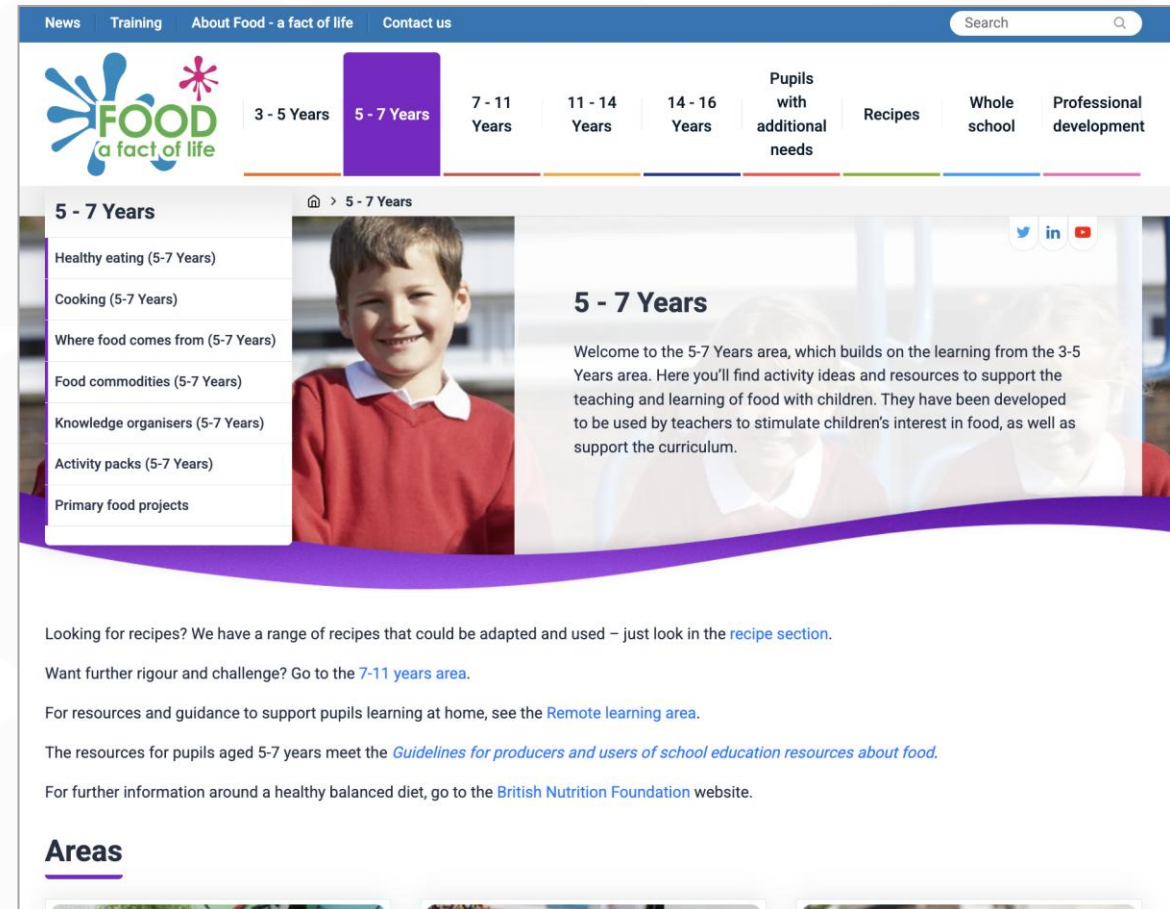 News Training About Food - a fact of life Contact us Search
FOOD
a fact of life
3 - 5 Years
5 - 7 Years
7 - 11
Years
11 - 14
Years
14 - 16
Years
Pupils
with
additional
needs
Recipes
Whole
school
Professional
development
> 5 - 7 Years
5 - 7 Years
Healthy eating (5-7 Years)
Cooking (5-7 Years)
Where food comes from (5-7 Years)
Food commodities (5-7 Years)
Knowledge organisers (5-7 Years)
Activity packs (5-7 Years)
Primary food projects
in
5 - 7 Years
Welcome to the 5-7 Years area, which builds on the learning from the 3-5
Years area. Here you'll find activity ideas and resources to support the
teaching and learning of food with children. They have been developed
to be used by teachers to stimulate children's interest in food, as well as
support the curriculum.
Looking for recipes? We have a range of recipes that could be adapted and used – just look in the recipe section.
Want further rigour and challenge? Go to the 7-11 years area.
For resources and guidance to support pupils learning at home, see the Remote learning area.
The resources for pupils aged 5-7 years meet the Guidelines for producers and users of school education resources about food.
For further information around a healthy balanced diet, go to the British Nutrition Foundation website.
Areas